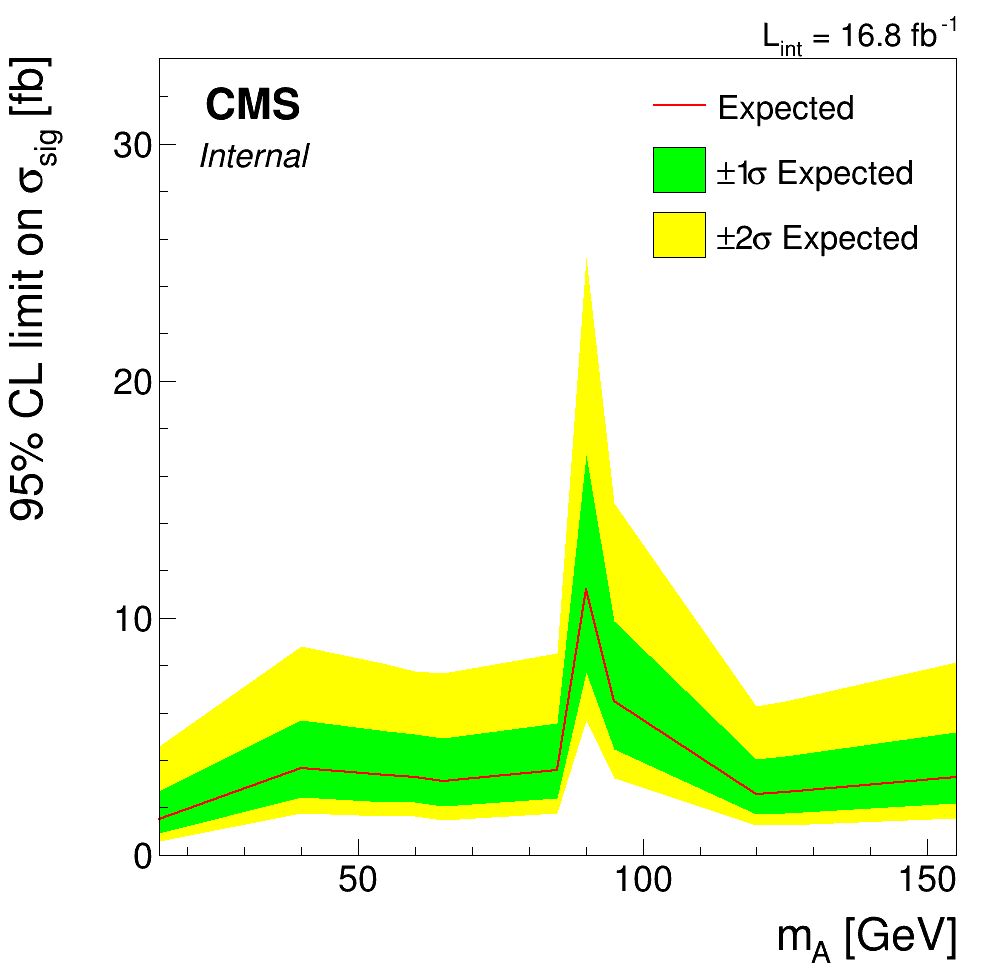 L_int = 16.8 fb^-1
95% CL limit on σ_sig [fb]
CMS
Internal
Expected
±1σ Expected
±2σ Expected
30
20
10
0
50 100 150
m_A [GeV]